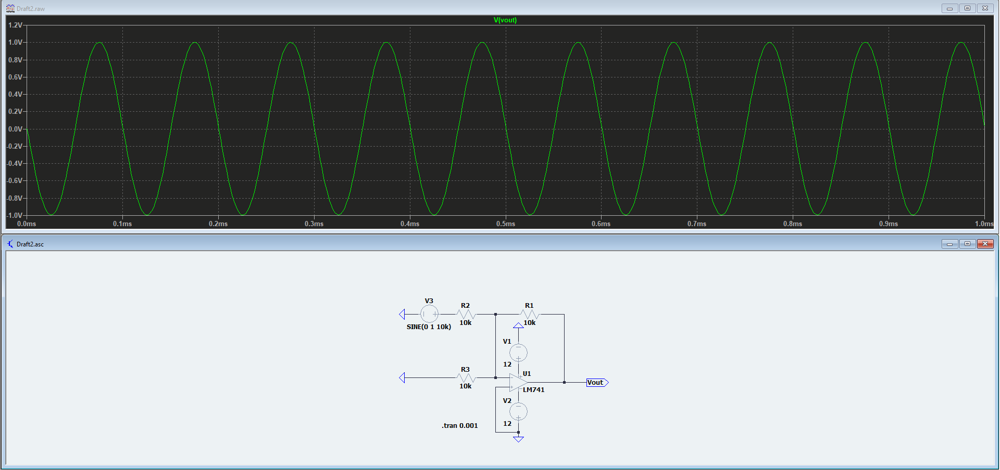 Draft2.raw
V(vout)
1.2V
1.0V
0.8V
0.6V
0.4V
0.2V
0.0V
-0.2V
-0.4V
-0.6V
-0.8V
-1.0V
0.0ms 0.1ms 0.2ms 0.3ms 0.4ms 0.5ms 0.6ms 0.7ms 0.8ms 0.9ms 1.0ms
Draft2.asc
V3
R2
R1
10k
10k
SINE(0 1 10k)
V1
12
R3
U1
10k
LM741
Vout
V2
12
.tran 0.001